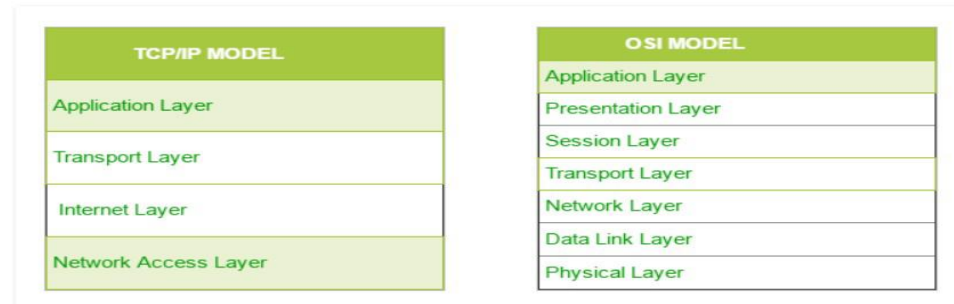 TCP/IP MODEL
Application Layer
Transport Layer
Internet Layer
Network Access Layer
OSI MODEL
Application Layer
Presentation Layer
Session Layer
Transport Layer
Network Layer
Data Link Layer
Physical Layer